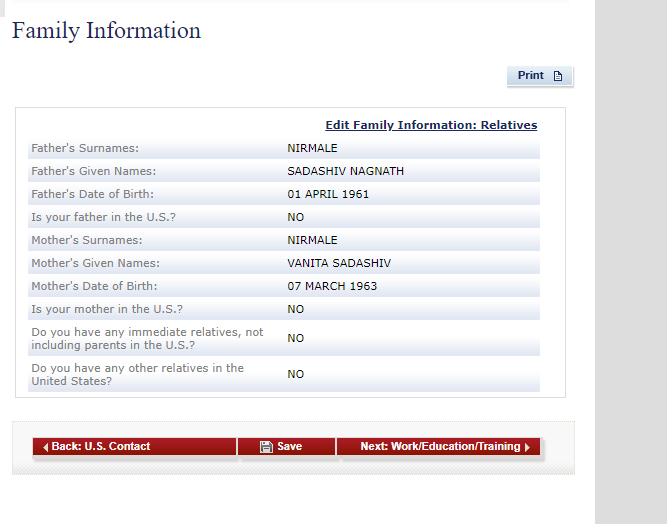 Family Information
Print
Edit Family Information: Relatives
Father's Surnames: NIRMALE
Father's Given Names: SADASHIV NAGNATH
Father's Date of Birth: 01 APRIL 1961
Is your father in the U.S.? NO
Mother's Surnames: NIRMALE
Mother's Given Names: VANITA SADASHIV
Mother's Date of Birth: 07 MARCH 1963
Is your mother in the U.S.? NO
Do you have any immediate relatives, not
including parents in the U.S.? NO
Do you have any other relatives in the
United States? NO
Back: U.S. Contact Save Next: Work/Education/Training